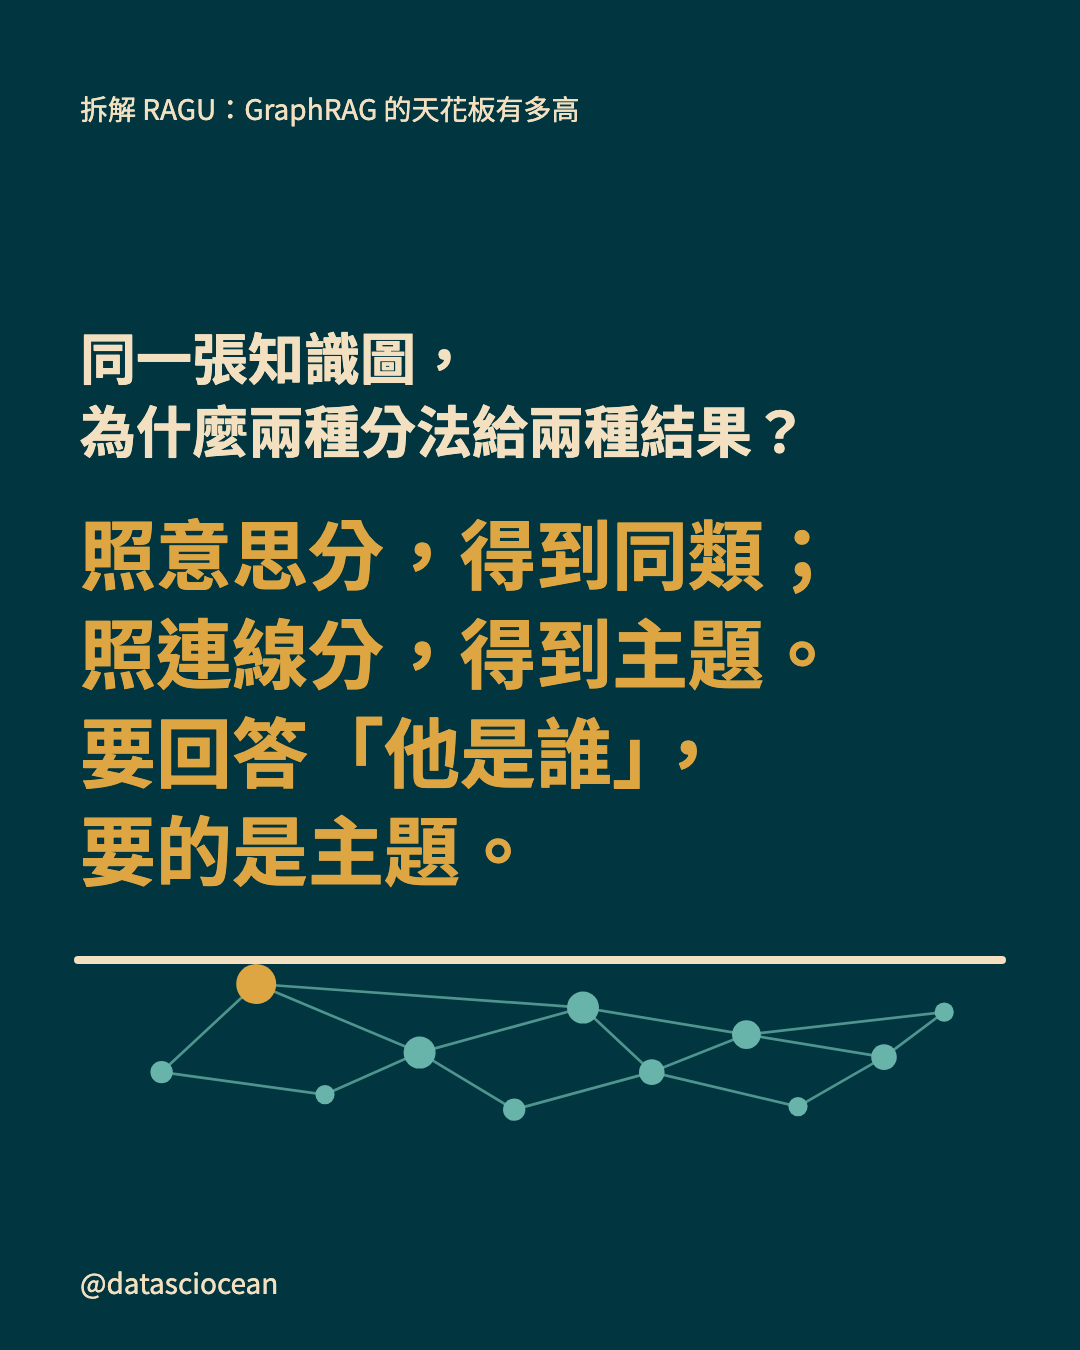 拆解 RAGU：GraphRAG 的天花板有多高
同一張知識圖，
為什麼兩種分法給兩種結果？
照意思分，得到同類；
照連線分，得到主題。
要回答「他是誰」，
要的是主題。
@datasciocean